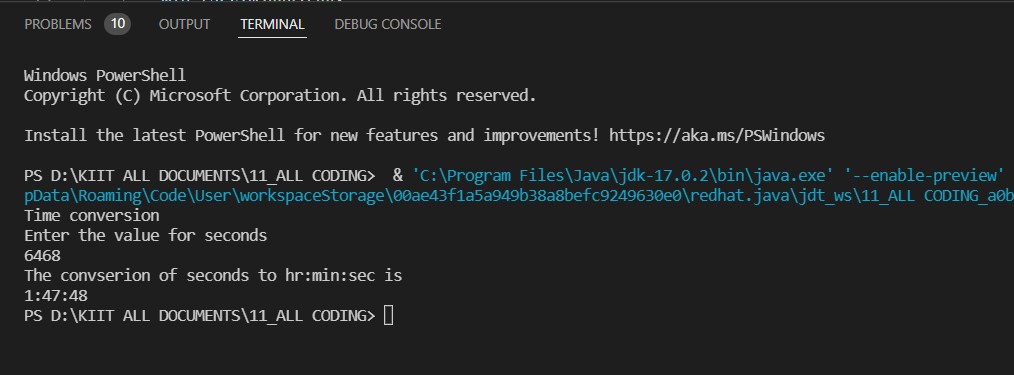 PROBLEMS 10 OUTPUT TERMINAL DEBUG CONSOLE
Windows PowerShell
Copyright (C) Microsoft Corporation. All rights reserved.
Install the latest PowerShell for new features and improvements! https://aka.ms/PSWindows
PS D:\KIIT ALL DOCUMENTS\11_ALL CODING>  & 'C:\Program Files\Java\jdk-17.0.2\bin\java.exe' '--enable-preview'
pData\Roaming\Code\User\workspaceStorage\00ae43f1a5a949b38a8befc9249630e0\redhat.java\jdt_ws\11_ALL CODING_a0b
Time conversion
Enter the value for seconds
6468
The convserion of seconds to hr:min:sec is
1:47:48
PS D:\KIIT ALL DOCUMENTS\11_ALL CODING>